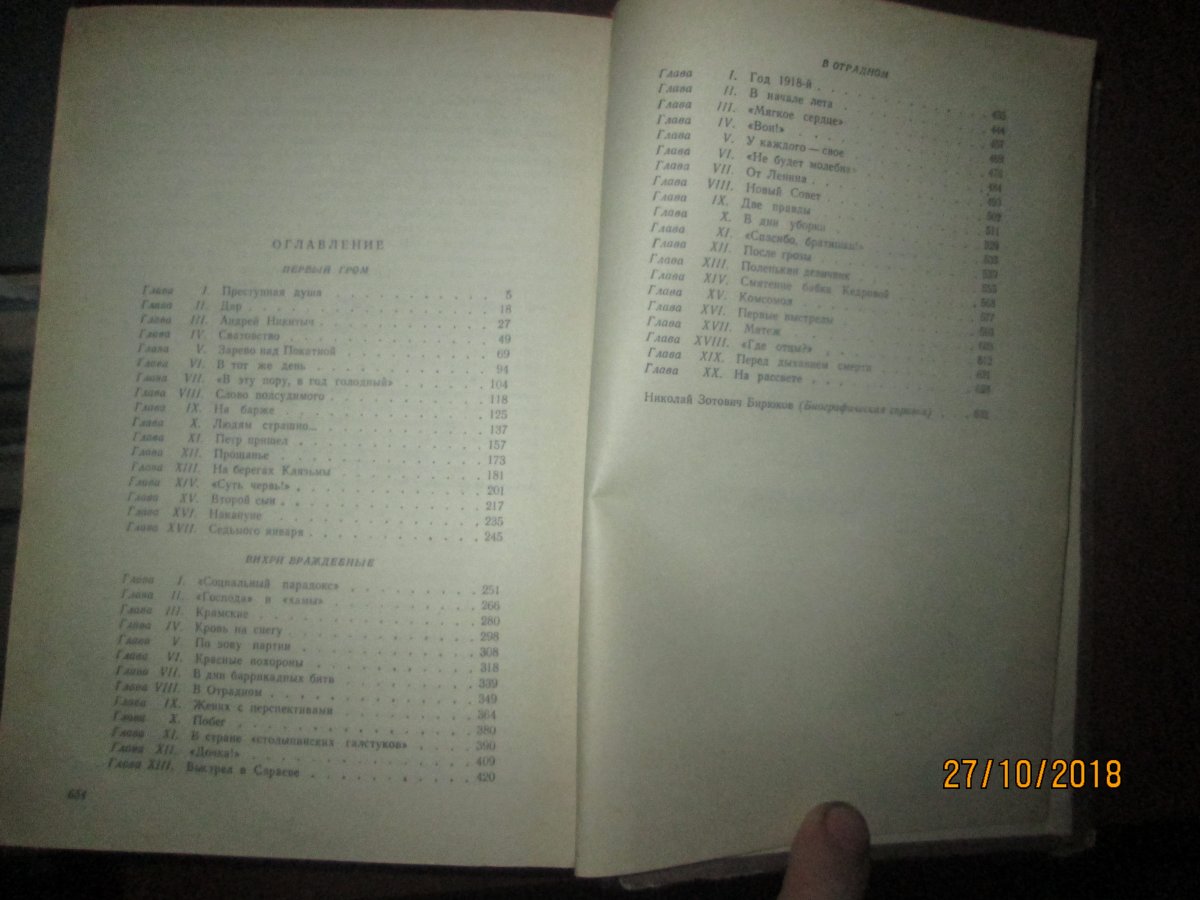 ОГЛАВЛЕНИЕ
ПЕРВЫЙ ГРОМ
Глава I. Преступная душа 5
Глава II. Дар 18
Глава III. Андрей Никитыч 27
Глава IV. Сватовство 49
Глава V. Зарево над Покатной 69
Глава VI. В тот же день 94
Глава VII. «В эту пору, в год голодный» 104
Глава VIII. Слово подсудимого 118
Глава IX. На барже 125
Глава X. Людям страшно... 137
Глава XI. Петр пришел 157
Глава XII. Прощанье 173
Глава XIII. На берегах Клязьмы 181
Глава XIV. «Суть червь!» 201
Глава XV. Второй сын 217
Глава XVI. Накануне 235
Глава XVII. Седьмого января 245
ВИХРИ ВРАЖДЕБНЫЕ
Глава I. «Социальный парадокс» 251
Глава II. «Господа» и «хамы» 266
Глава III. Крамские 280
Глава IV. Кровь на снегу 298
Глава V. По зову партии 308
Глава VI. Красные похороны 318
Глава VII. В дни баррикадных битв 339
Глава VIII. В Отрадном 349
Глава IX. Жених с перспективами 364
Глава X. Побег 380
Глава XI. В стране «столыпинских галстуков» 390
Глава XII. «Дочка!» 409
Глава XIII. Выстрел в 420
654
В ОТРАДНОМ
Глава I. Год 1918-й
Глава II. В начале лета
Глава III. «Мягкое сердце»
Глава IV. «Вон!»
Глава V. У каждого — свое
Глава VI. «Не будет молебна»
Глава VII. От Ленина
Глава VIII. Новый Совет
Глава IX. Две правды
Глава X. В дни уборки
Глава XI. «Спасибо, братишка!»
Глава XII. После грозы
Глава XIII. Поленькин девичник
Глава XIV. Смятение бабки Кедровой
Глава XV. Комсомол
Глава XVI. Первые выстрелы
Глава XVII. Мятеж
Глава XVIII. «Где отцы?»
Глава XIX. Перед дыханием смерти
Глава XX. На рассвете
Николай Зотович Бирюков (Биографическая справка)
27/10/2018